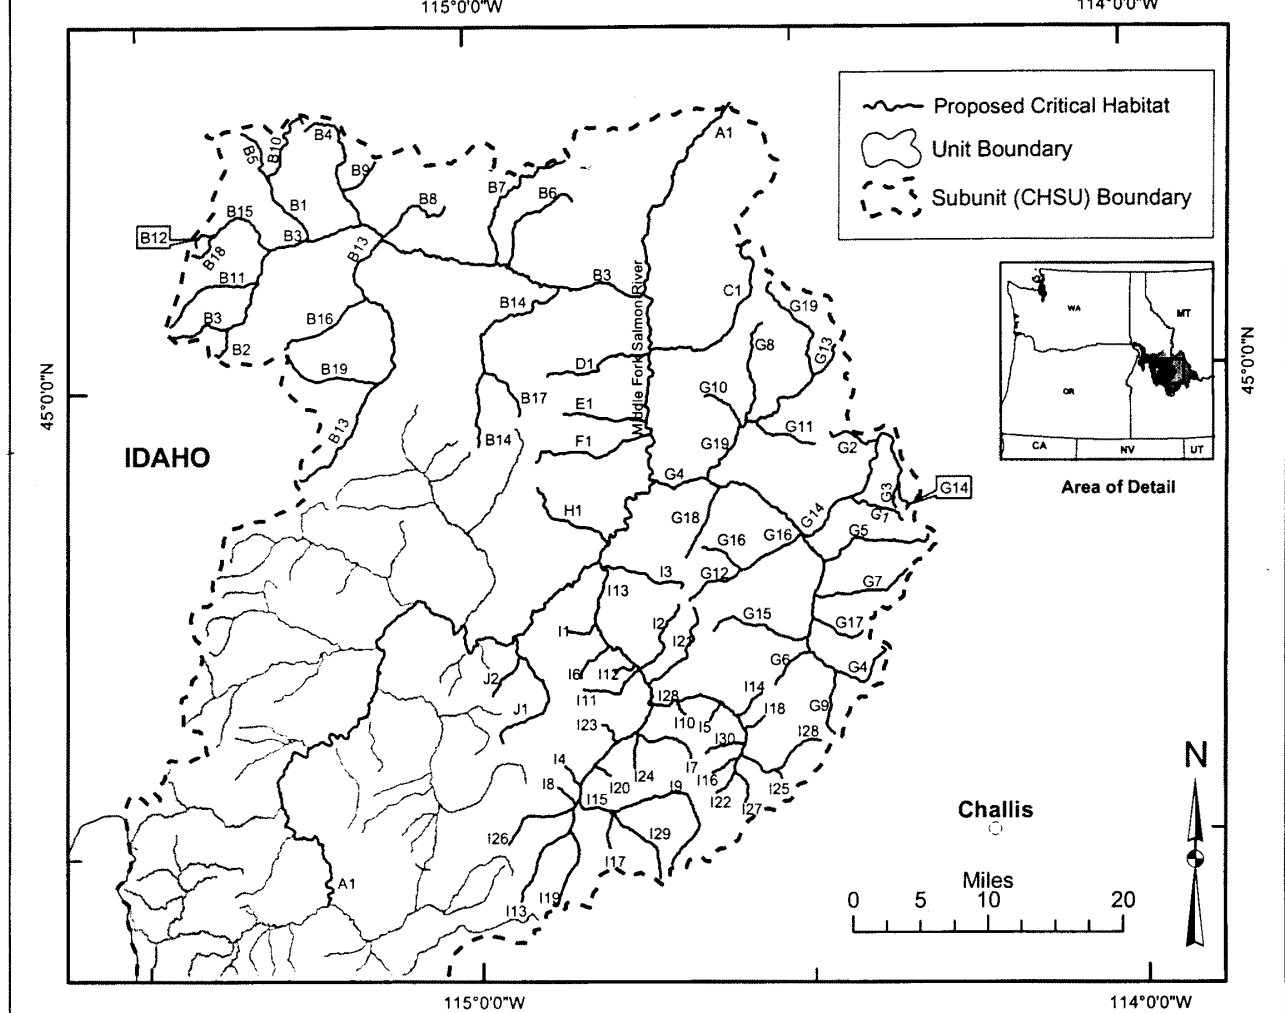 115°0'0"W
114°0'0"W
Proposed Critical Habitat
Unit Boundary
Subunit (CHSU) Boundary
A1
B4
B5
B10
B9
B7
B6
B8
B1
B15
B3
B12
B18
B13
B11
B3
B14
C1
G19
WA
MT
B16
B3
G8
Middle Fork Salmon River
G13
B2
D1
45°0'0"N
B19
G10
OR
B17
E1
45°0'0"N
B13
G11
F1
B14
G2
G19
CA
NV
UT
IDAHO
G4
G3
G14
Area of Detail
H1
G18
G14
G1
G16
G16
G5
I3
G12
G7
I13
G15
G17
I1
I2
I21
G6
G4
J2
I6
I12
I11
I28
I14
J1
I10
I5
I18
G9
I23
I30
I28
I4
I24
I7
I16
I8
I20
I9
I25
N
I15
I22
I27
Challis
I26
I29
I17
Miles
A1
I13
I19
0
5
10
20
115°0'0"W
114°0'0"W